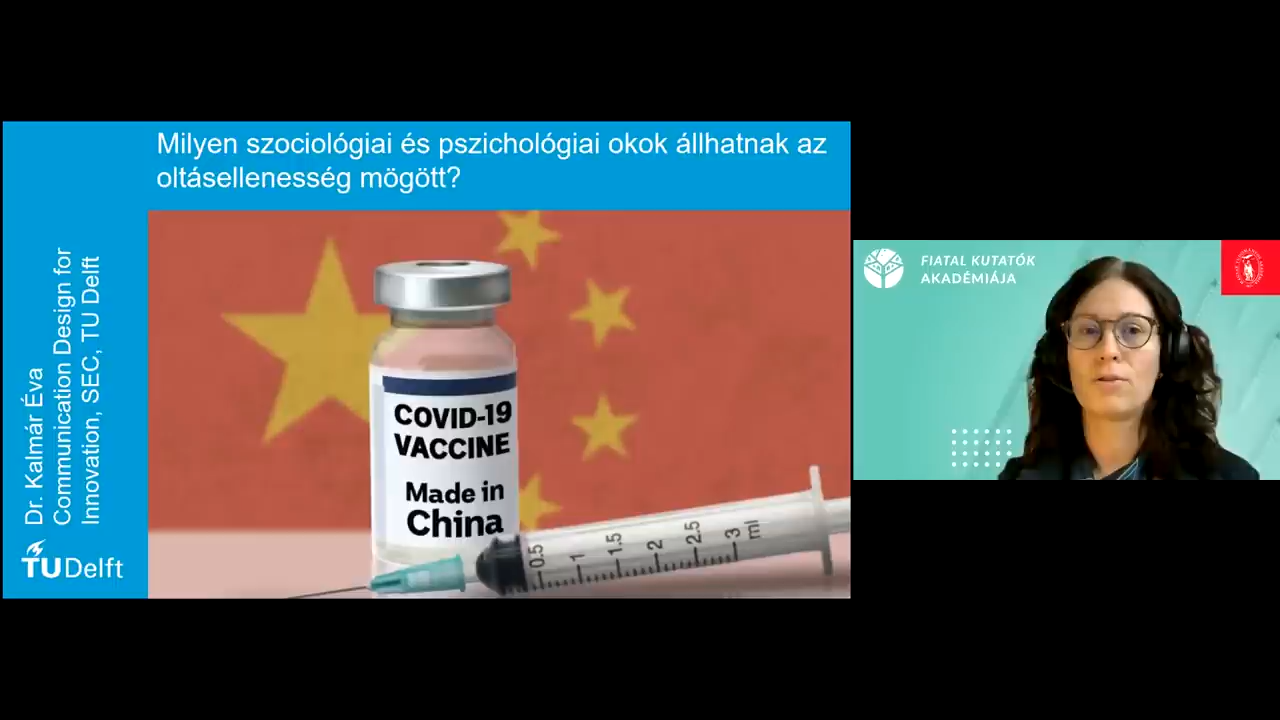 Milyen szociológiai és pszichológiai okok állhatnak az
oltásellenesség mögött?
Dr. Kalmár Éva
Communication Design for
Innovation, SEC, TU Delft
TU Delft
COVID-19
VACCINE
Made in
China
0.5
1
1.5
2
2.5
3
ml
FIATAL KUTATÓK
AKADÉMIÁJA